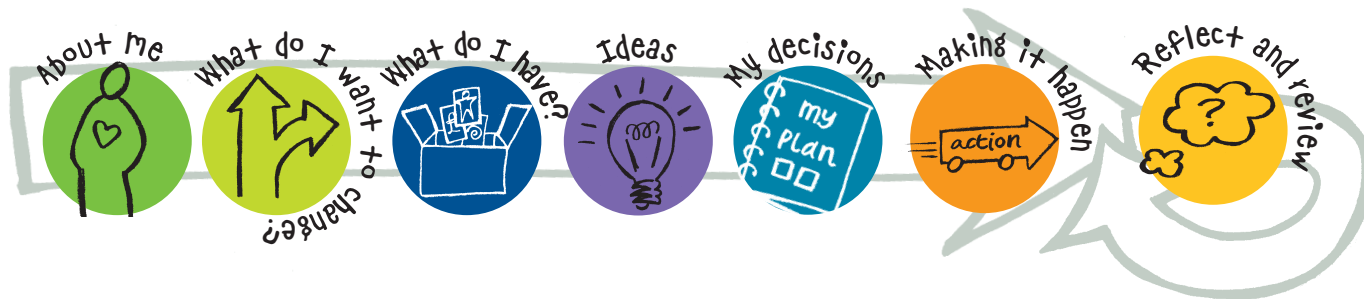 About me
What do I want to change?
What do I have?
Ideas
My decisions
my
plan
Making it happen
action
Reflect and review
?